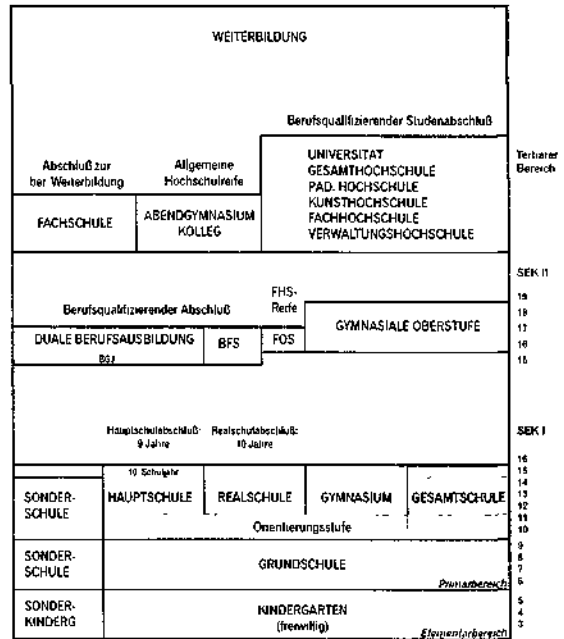 WEITERBILDUNG
Berufsqualifizierender Studenabschluß
Abschluß zur
ber Weiterbildung
Allgemeine
Hochschulreife
UNIVERSITAT
GESAMTHOCHSCHULE
PAD. HOCHSCHULE
KUNSTHOCHSCHULE
FACHHOCHSCHULE
VERWALTUNGSHOCHSCHULE
Tertiarer
Bereich
FACHSCHULE
ABENDGYMNASIUM
KOLLEG
SEK II
Berufsqualifizierender Abschluß
FHS-
Reife
GYMNASIALE OBERSTUFE
19
18
17
16
15
DUALE BERUFSAUSBILDUNG
BGJ
BFS
FOS
Hauptschulabschluß:
9 Jahre
Realschulabschluß:
10 Jahre
SEK I
10 Schuljahr
16
15
14
13
12
11
10
SONDER-
SCHULE
HAUPTSCHULE
REALSCHULE
GYMNASIUM
GESAMTSCHULE
Orientierungsstufe
SONDER-
SCHULE
GRUNDSCHULE
Primarbereich
9
8
7
6
SONDER-
KINDERG
KINDERGARTEN
(freiwillig)
Elementarbereich
5
4
3